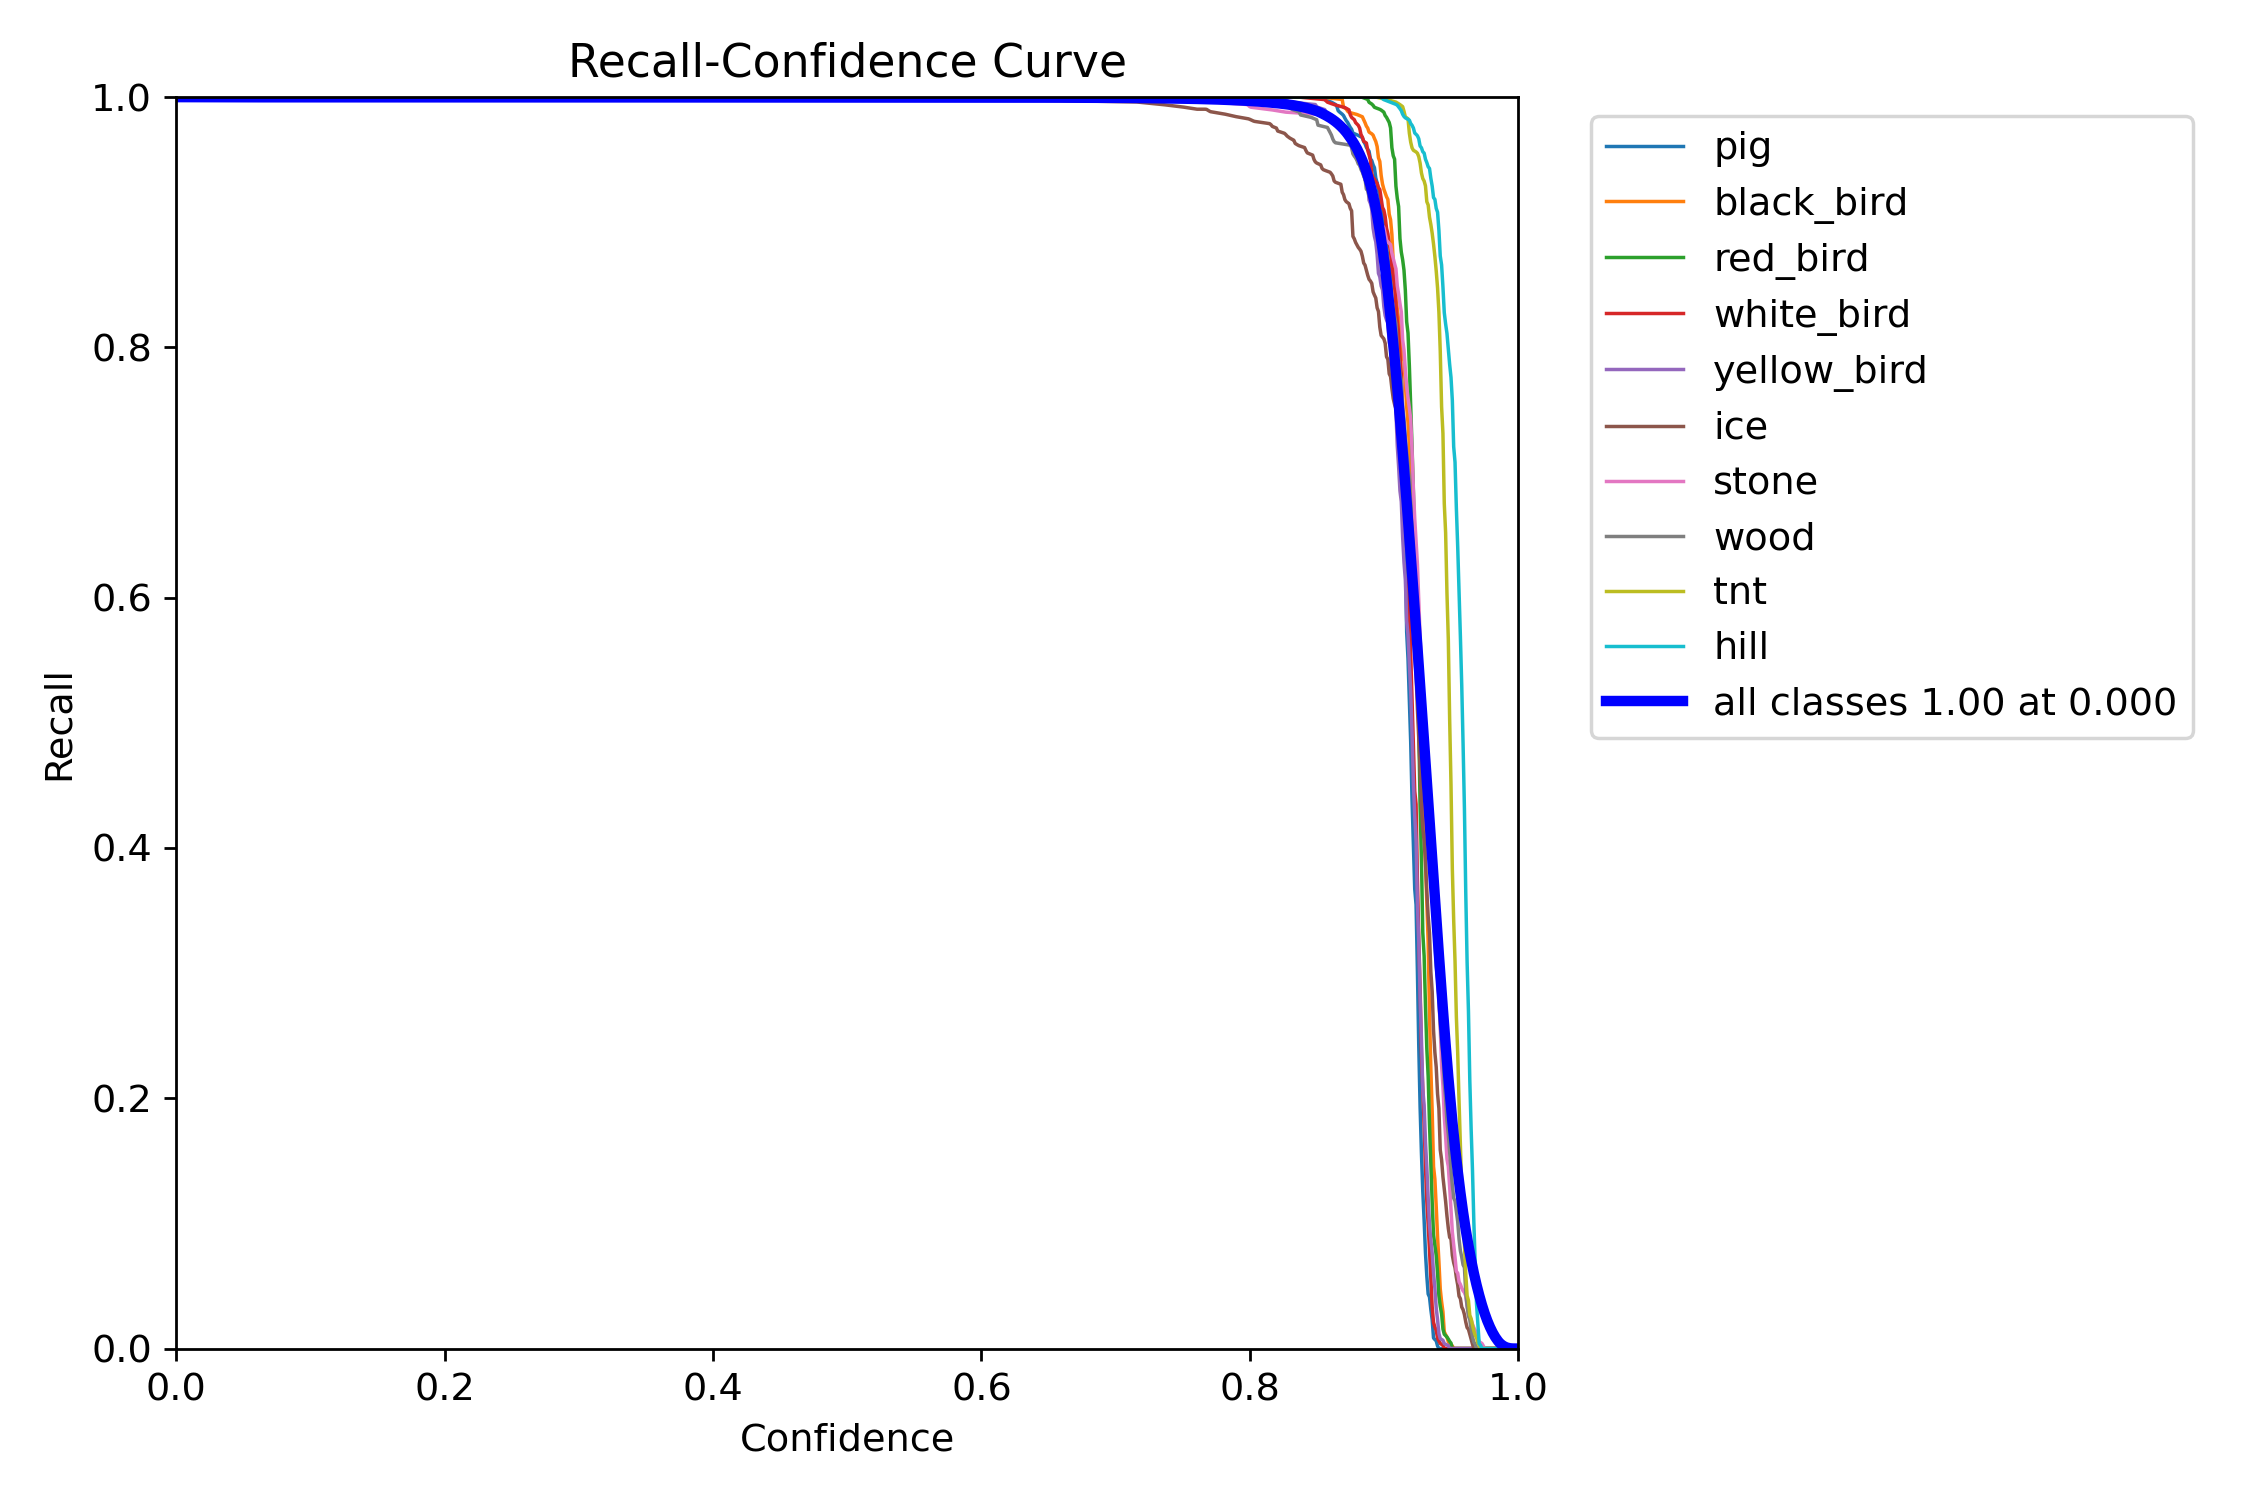 Recall-Confidence Curve
1.0
0.8
0.6
0.4
0.2
0.0
Recall
0.0 0.2 0.4 0.6 0.8 1.0
Confidence
pig
black_bird
red_bird
white_bird
yellow_bird
ice
stone
wood
tnt
hill
all classes 1.00 at 0.000